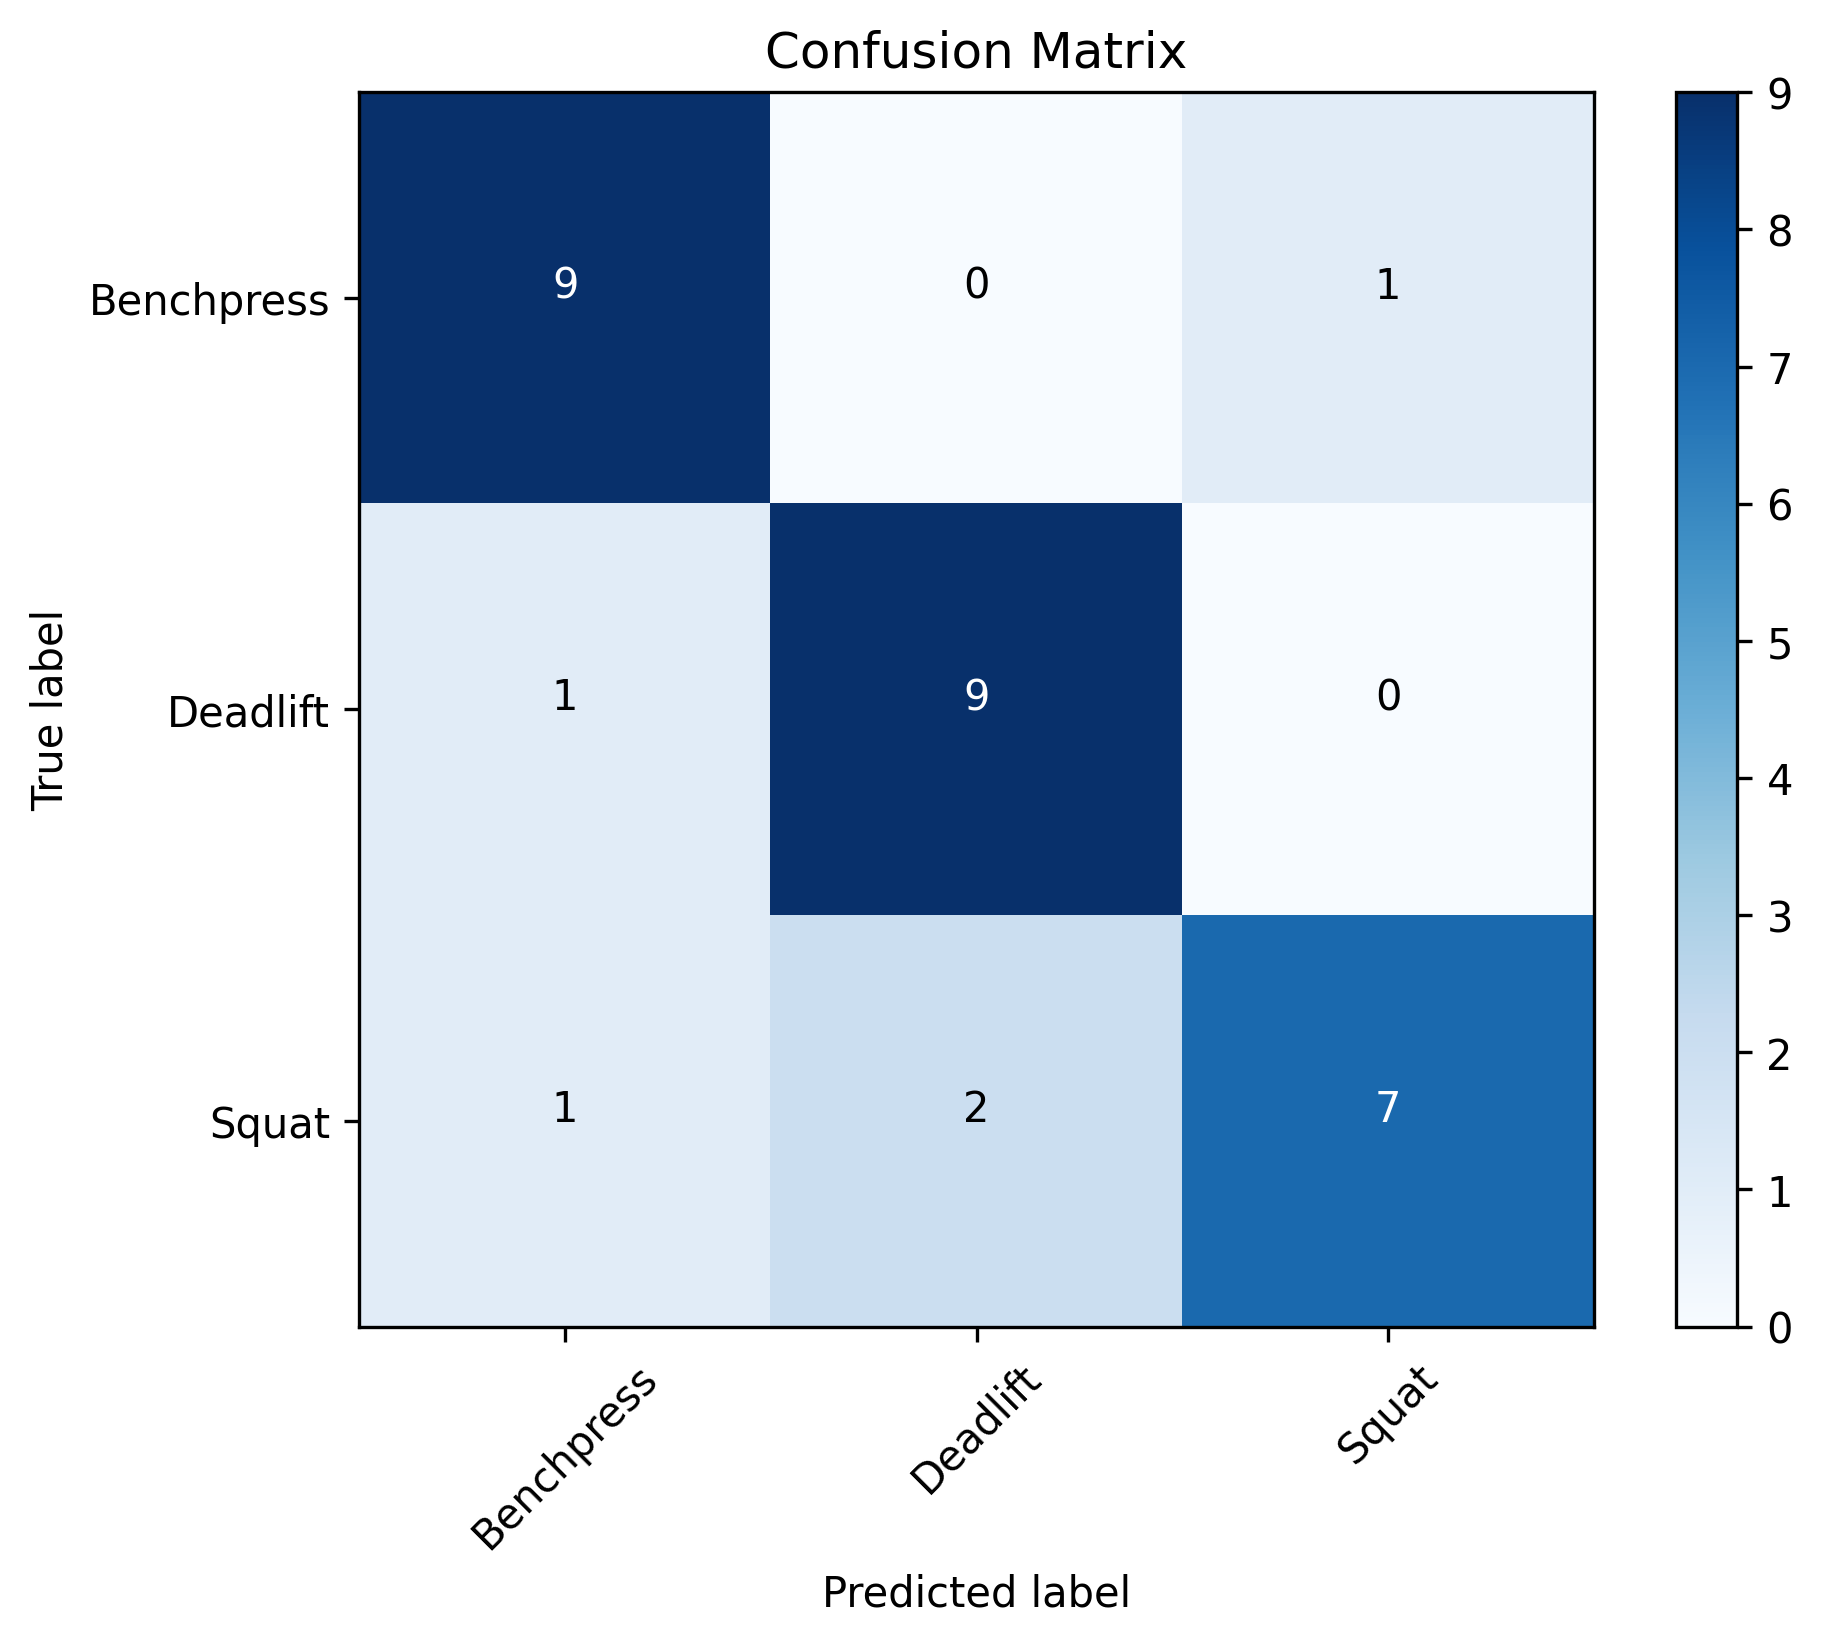 Confusion Matrix
True label
Benchpress
Deadlift
Squat
9 0 1
1 9 0
1 2 7
Benchpress Deadlift Squat
Predicted label
9
8
7
6
5
4
3
2
1
0